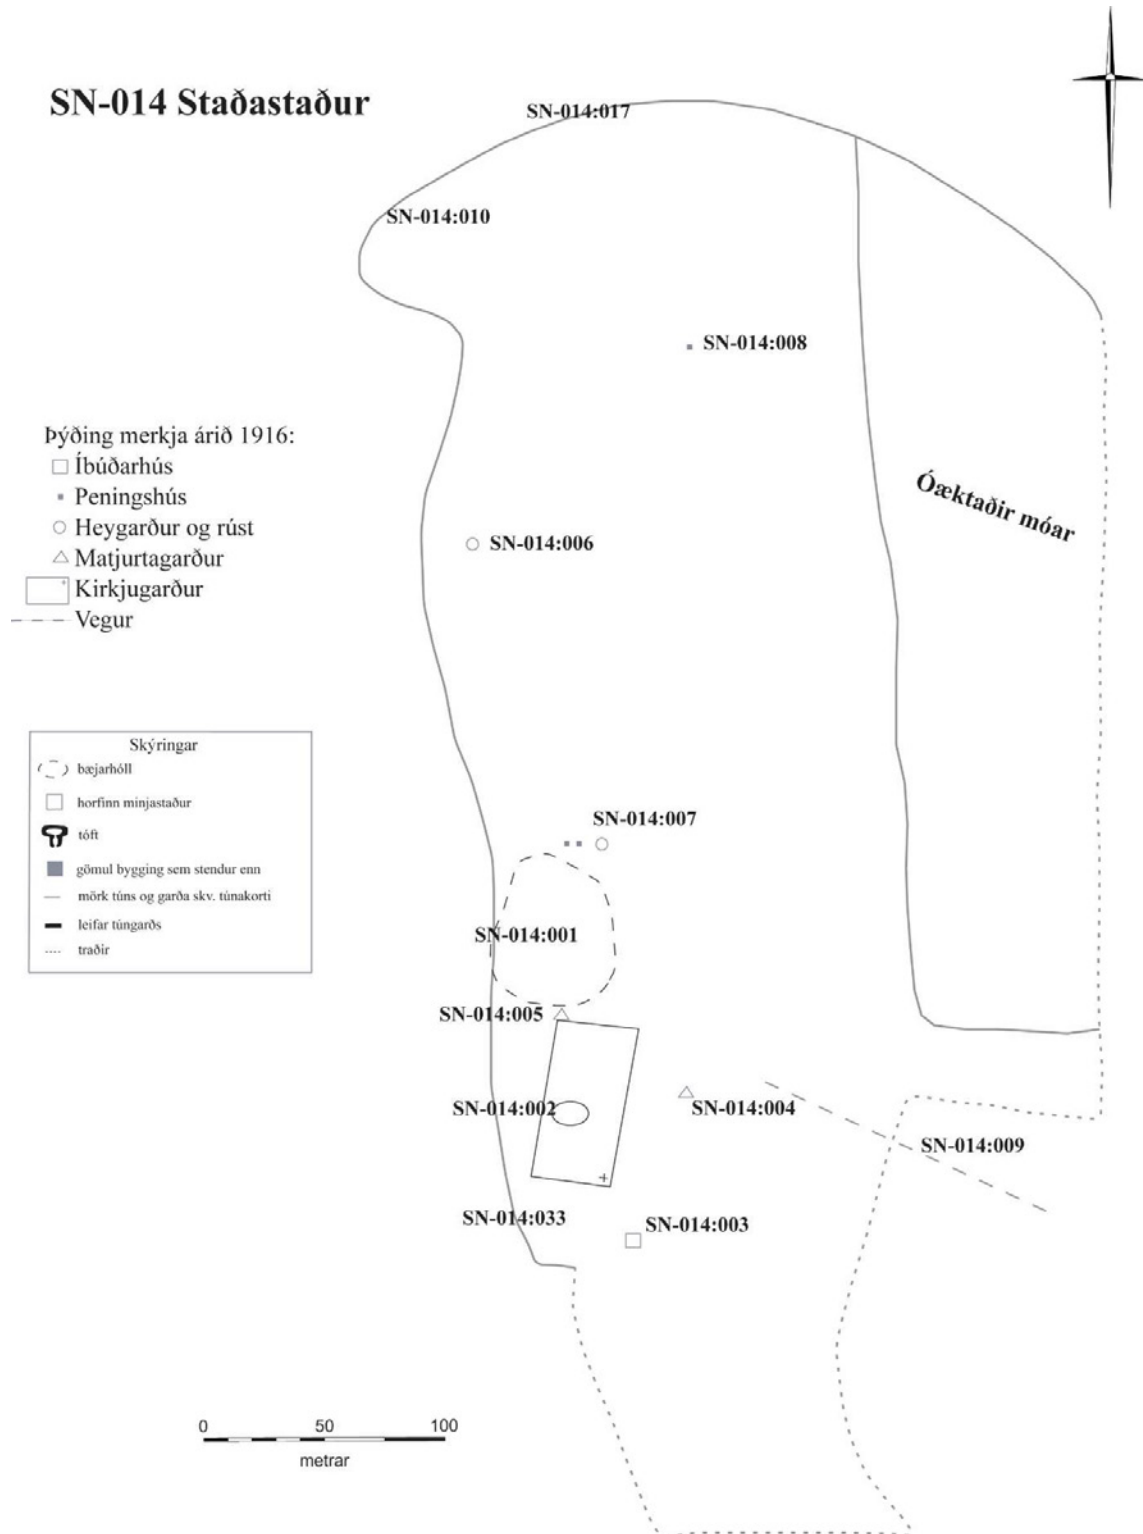 SN-014 Staðastaður
SN-014:017
SN-014:010
SN-014:008
Þýðing merkja árið 1916:
Íbúðarhús
Peningshús
Heygarður og rúst
Matjurtagarður
Kirkjugarður
Vegur
Óæktaðir móar
SN-014:006
Skýringar
bæjarhóll
horfinn minjastaður
tóft
gömul bygging sem stendur enn
mörk túns og garða skv. túnakorti
leifar túngarðs
traðir
SN-014:007
SN-014:001
SN-014:005
SN-014:002
SN-014:004
SN-014:009
SN-014:033
SN-014:003
0 50 100
metrar